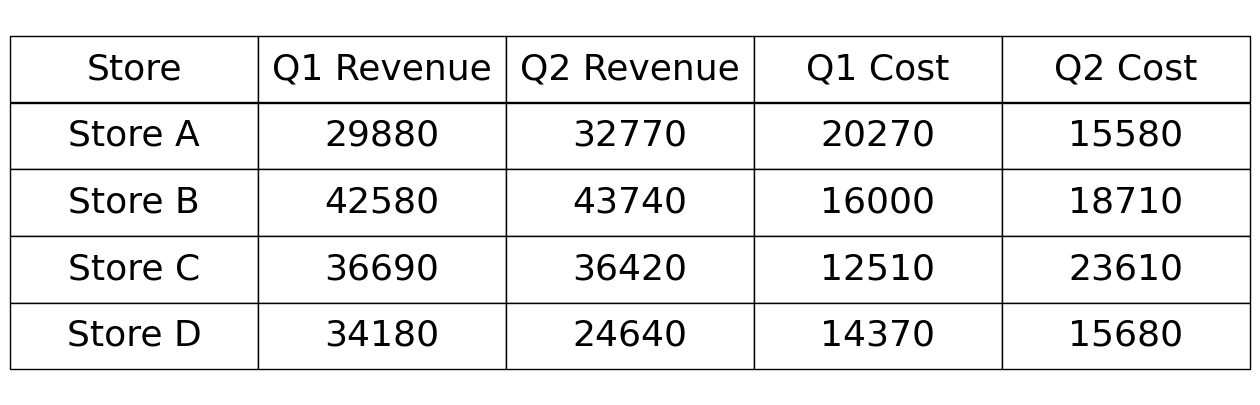 Store Q1 Revenue Q2 Revenue Q1 Cost Q2 Cost
Store A 29880 32770 20270 15580
Store B 42580 43740 16000 18710
Store C 36690 36420 12510 23610
Store D 34180 24640 14370 15680